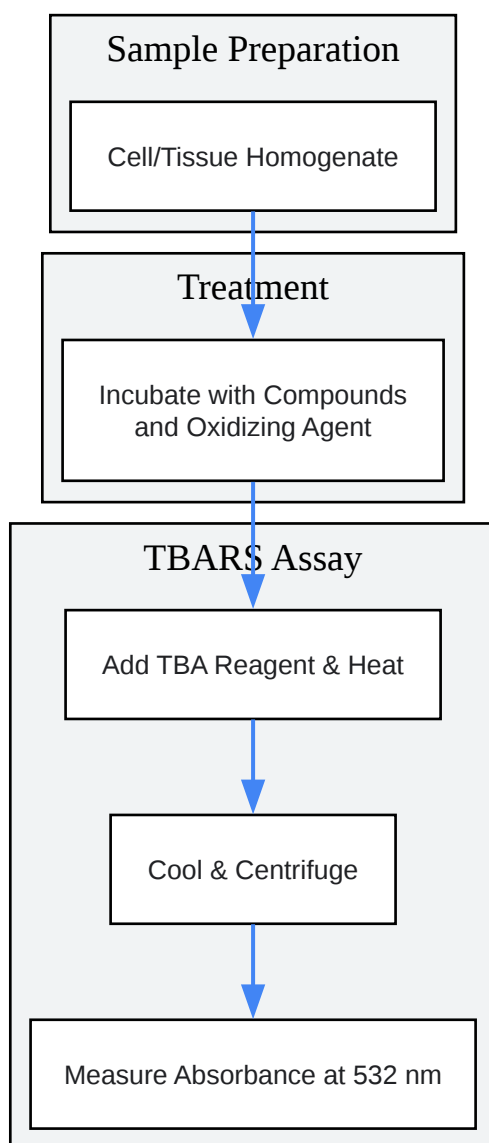 Sample Preparation
Cell/Tissue Homogenate
Treatment
Incubate with Compounds
and Oxidizing Agent
TBARS Assay
Add TBA Reagent & Heat
Cool & Centrifuge
Measure Absorbance at 532 nm